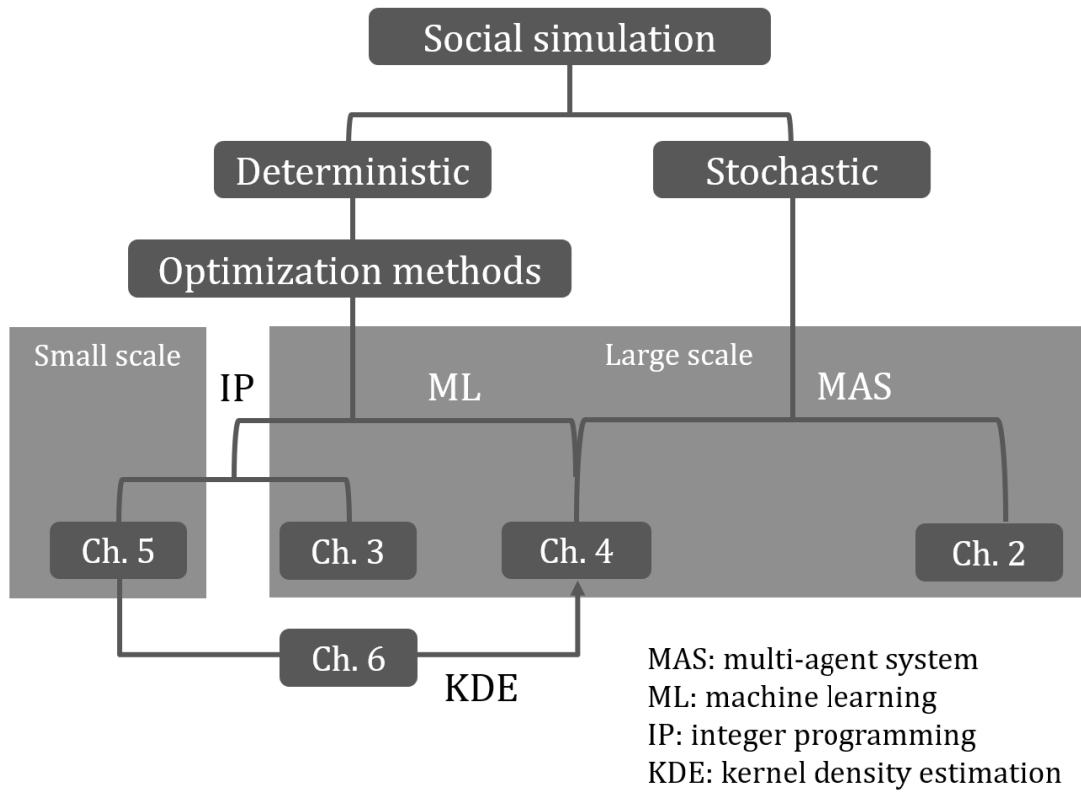 Social simulation
Deterministic
Stochastic
Optimization methods
Small scale
Large scale
IP
ML
MAS
Ch. 5
Ch. 3
Ch. 4
Ch. 2
Ch. 6
KDE
MAS: multi-agent system
ML: machine learning
IP: integer programming
KDE: kernel density estimation